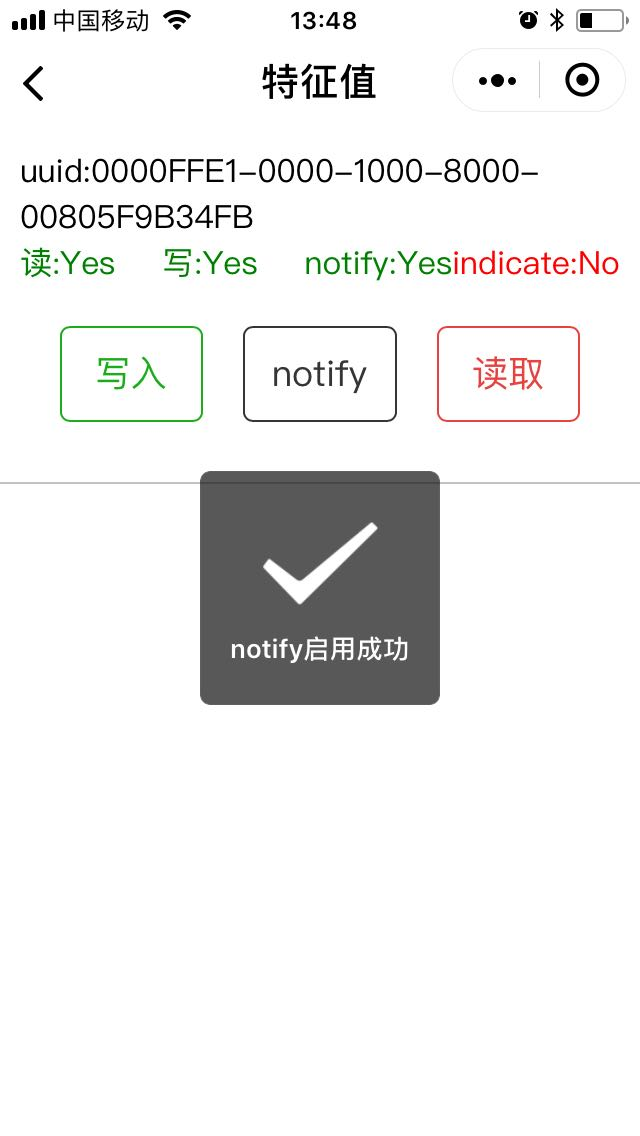 中国移动 13:48
特征值
uuid:0000FFE1-0000-1000-8000-
00805F9B34FB
读:Yes 写:Yes notify:Yesindicate:No
写入 notify 读取
notify启用成功